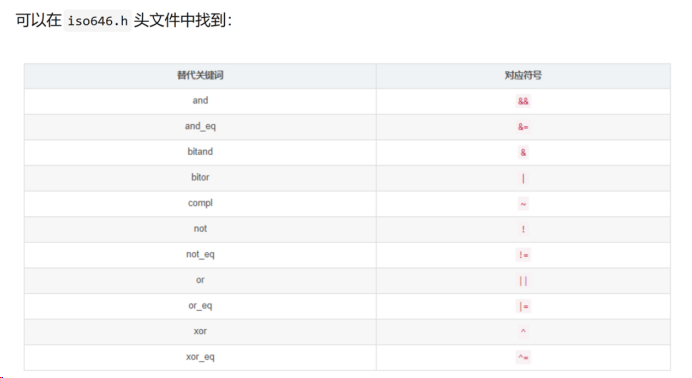 可以在 iso646.h 头文件中找到：
替代关键词 对应符号
and &&
and_eq &=
bitand &
bitor |
compl ~
not !
not_eq !=
or ||
or_eq |=
xor ^
xor_eq ^=